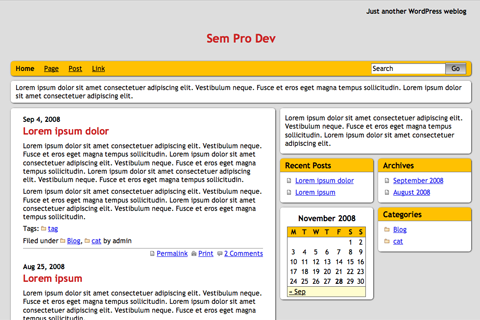 Just another WordPress weblog
Sem Pro Dev
Home Page Post Link
Search Go
Lorem ipsum dolor sit amet consectetuer adipiscing elit. Vestibulum neque. Fusce et eros eget magna tempus sollicitudin. Lorem ipsum dolor
sit amet consectetuer adipiscing elit.
Sep 4, 2008
Lorem ipsum dolor
Lorem ipsum dolor sit amet consectetuer adipiscing elit. Vestibulum neque.
Fusce et eros eget magna tempus sollicitudin. Lorem ipsum dolor sit amet
consectetuer adipiscing elit. Vestibulum neque. Fusce et eros eget magna tempus
sollicitudin. Lorem ipsum dolor sit amet consectetuer adipiscing elit.
Vestibulum neque. Fusce et eros eget magna tempus sollicitudin.
Lorem ipsum dolor sit amet consectetuer adipiscing elit. Vestibulum neque.
Fusce et eros eget magna tempus sollicitudin.
Tags: tag
Filed under Blog, cat by admin
Permalink Print 2 Comments
Aug 25, 2008
Lorem ipsum
Lorem ipsum dolor sit amet consectetuer adipiscing elit. Vestibulum neque.
Fusce et eros eget magna tempus sollicitudin. Lorem ipsum dolor sit amet
consectetuer adipiscing elit. Vestibulum neque. Fusce et eros eget magna tempus
sollicitudin. Lorem ipsum dolor sit amet consectetuer adipiscing elit.
Lorem ipsum dolor sit amet consectetuer adipiscing
elit. Vestibulum neque. Fusce et eros eget magna
tempus sollicitudin. Lorem ipsum dolor sit amet
consectetuer adipiscing elit.
Recent Posts
Lorem ipsum dolor
Lorem ipsum
Archives
September 2008
August 2008
November 2008
M T W T F S S
1 2
3 4 5 6 7 8 9
10 11 12 13 14 15 16
17 18 19 20 21 22 23
24 25 26 27 28 29 30
« Sep
Categories
Blog
cat